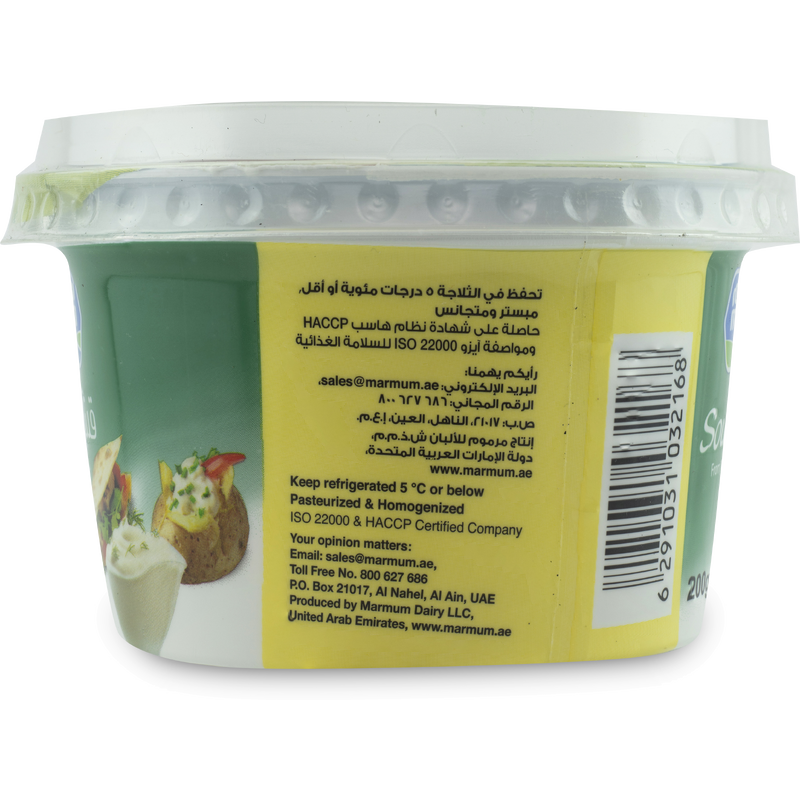 تحفظ في الثلاجة ٥ درجات مئوية أو أقل,
مبستر ومتجانس
حاصلة على شهادة نظام هاسب HACCP
ومواصفة أيزو ISO 22000 للسلامة الغذائية
رأيكم يهمنا:
البريد الإلكتروني: sales@marmum.ae،
الرقم المجاني: ٨٠٠ ٦٢٧ ٦٨٦
ص.ب: ٢١٠١٧، الناهل، العين، إ.ع.م.
إنتاج مرموم للألبان ش.ذ.م.م,
دولة الإمارات العربية المتحدة,
www.marmum.ae
Keep refrigerated 5 °C or below
Pasteurized & Homogenized
ISO 22000 & HACCP Certified Company
Your opinion matters:
Email: sales@marmum.ae,
Toll Free No. 800 627 686
P.O. Box 21017, Al Nahel, Al Ain, UAE
Produced by Marmum Dairy LLC,
United Arab Emirates, www.marmum.ae
6 291031 032168
200g